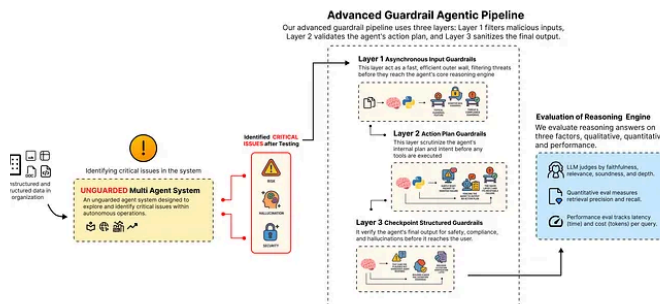 Advanced Guardrail Agentic Pipeline
Our advanced guardrail pipeline uses three layers: Layer 1 filters malicious inputs,
Layer 2 validates the agent's action plan, and Layer 3 sanitizes the final output.
Layer 1 Asynchronous Input Guardrails
This layer act as a fast, efficient outer wall, filtering threats
before they reach the agent's core reasoning engine
Identified CRITICAL
ISSUES after Testing
RISK
HALLUCINATION
SECURITY
Identifying critical issues in the system
UNGUARDED Multi Agent System
An unguarded agent system designed to
explore and identify critical issues within
autonomous operations.
structured and
ructured data in
organization
Layer 2 Action Plan Guardrails
This layer scrutinize the agent's
internal plan and intent before any
tools are executed
Layer 3 Checkpoint Structured Guardrails
It verify the agent's final output for safety, compliance,
and hallucinations before it reaches the user.
Evaluation of Reasoning Engine
We evaluate reasoning answers on
three factors, qualitative, quantitative
and performance.
LLM judges by faithfulness,
relevance, soundness, and depth.
Quantitative eval measures
retrieval precision and recall.
Performance eval tracks latency
(time) and cost (tokens) per query.